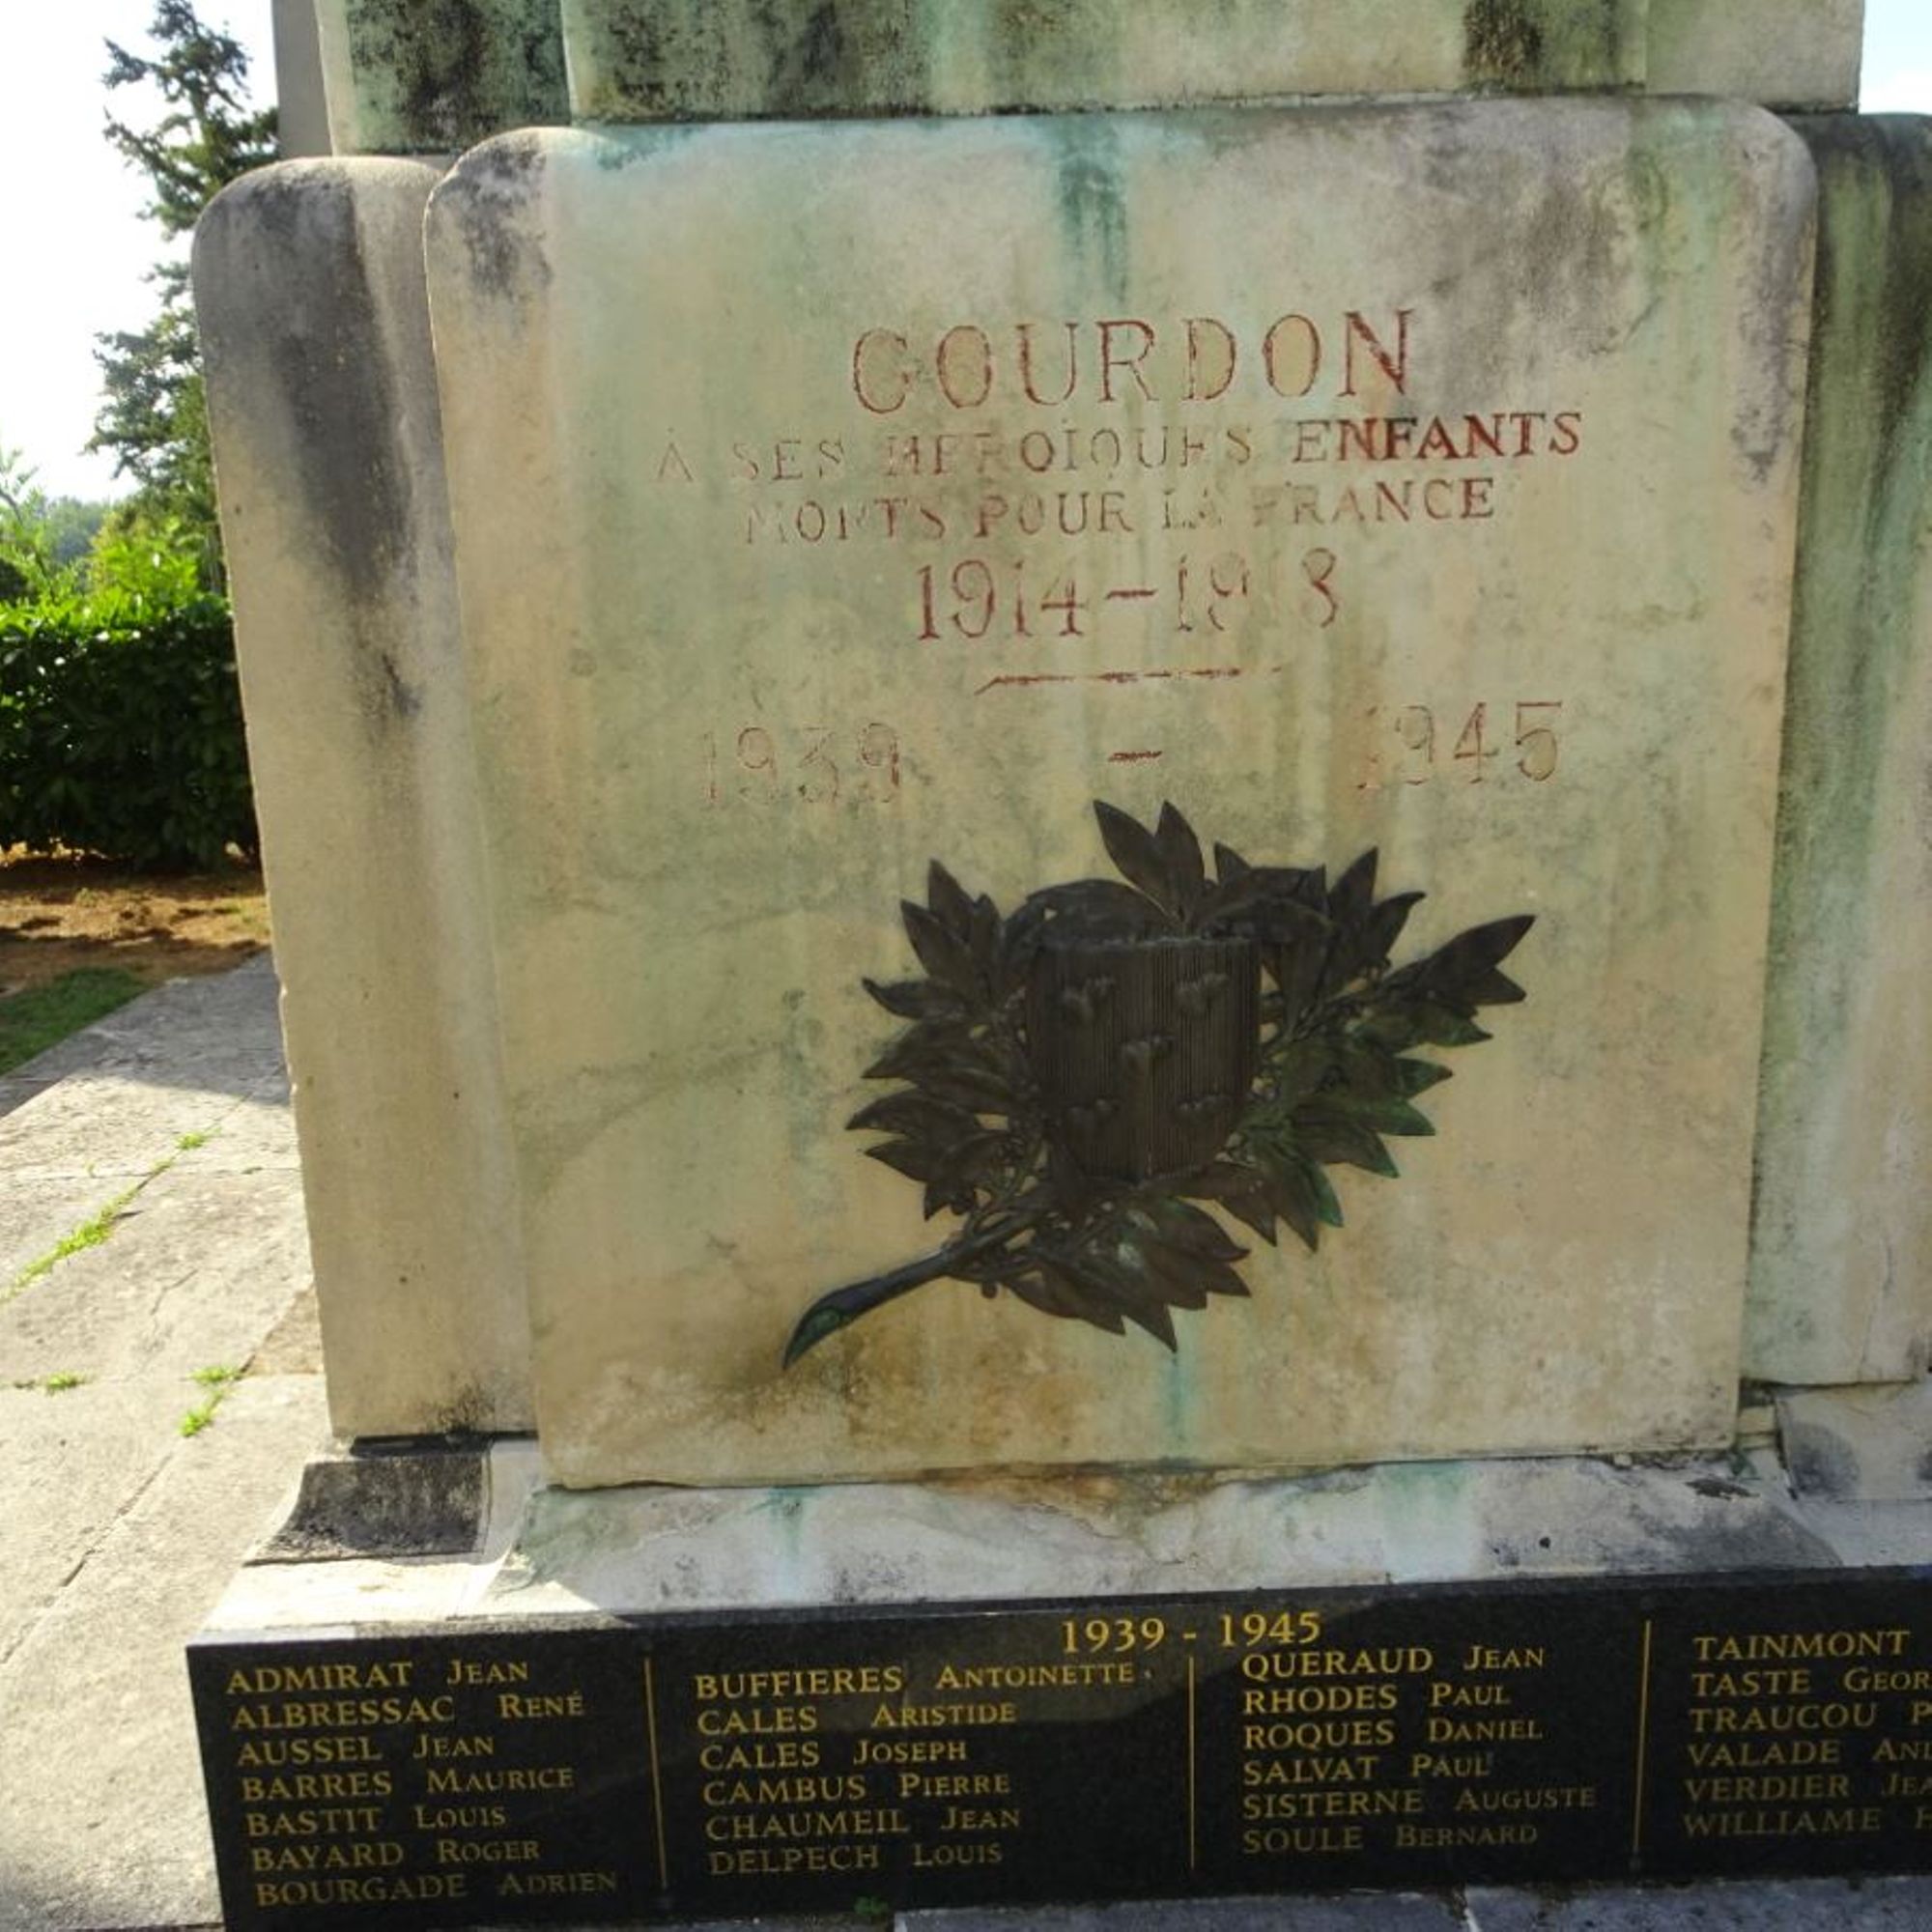 GOURDON
À SES HEROIQUES ENFANTS
MORTS POUR LA FRANCE
1914-1918
1939 - 1945
1939 - 1945
ADMIRAT JEAN
ALBRESSAC RENÉ
AUSSEL JEAN
BARRES MAURICE
BASTIT LOUIS
BAYARD ROGER
BOURGADE ADRIEN
BUFFIERES ANTOINETTE
CALES ARISTIDE
CALES JOSEPH
CAMBUS PIERRE
CHAUMEIL JEAN
DELPECH LOUIS
QUERAUD JEAN
RHODES PAUL
ROQUES DANIEL
SALVAT PAUL
SISTERNE AUGUSTE
SOULE BERNARD
TAINMONT
TASTE
TRAUCOU
VALADE
VERDIER
WILLIAME